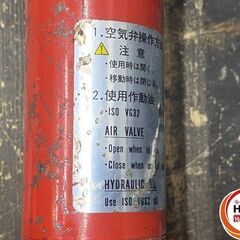 1. 空気弁操作方
注意
・使用時は開く。
・移動時は閉じる
2. 使用作動油
・ISO VG32
AIR VALVE
・Open when in
・Close when
HYDRAULIC
Use ISO VG32